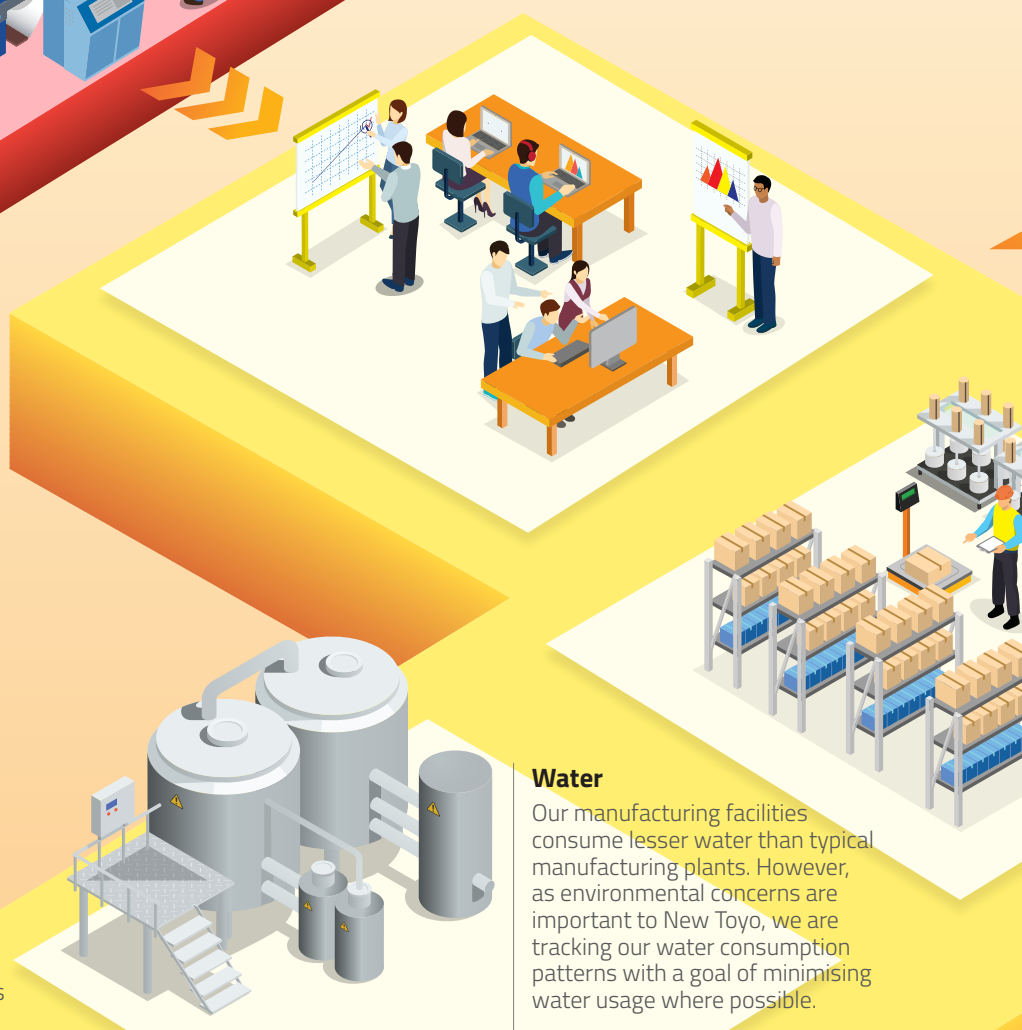 Water
Our manufacturing facilities
consume lesser water than typical
manufacturing plants. However,
as environmental concerns are
important to New Toyo, we are
tracking our water consumption
patterns with a goal of minimising
water usage where possible.
s